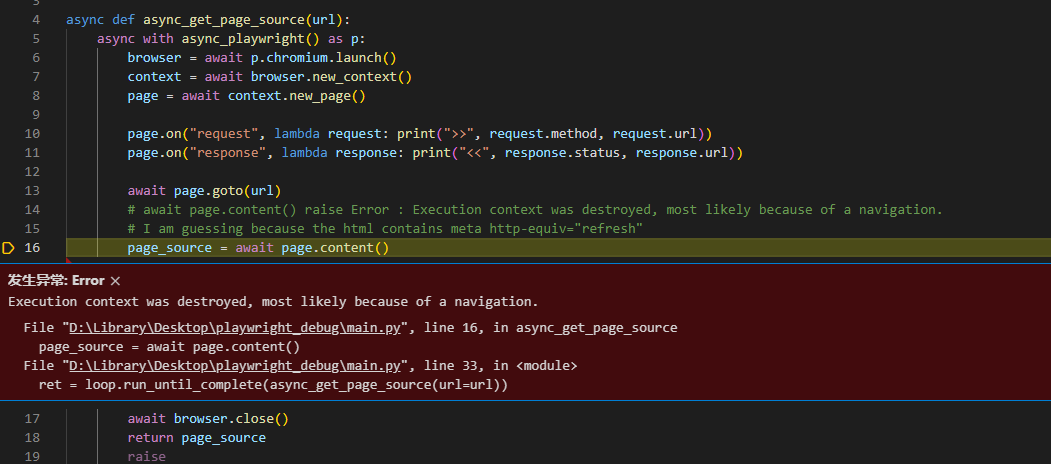 3
4 async def async_get_page_source(url):
5 async with async_playwright() as p:
6 browser = await p.chromium.launch()
7 context = await browser.new_context()
8 page = await context.new_page()
9
10 page.on("request", lambda request: print(">>", request.method, request.url))
11 page.on("response", lambda response: print("<<", response.status, response.url))
12
13 await page.goto(url)
14 # await page.content() raise Error : Execution context was destroyed, most likely because of a navigation.
15 # I am guessing because the html contains meta http-equiv="refresh"
16 page_source = await page.content()
发生异常: Error ×
Execution context was destroyed, most likely because of a navigation.
File "D:\Library\Desktop\playwright_debug\main.py", line 16, in async_get_page_source
page_source = await page.content()
File "D:\Library\Desktop\playwright_debug\main.py", line 33, in <module>
ret = loop.run_until_complete(async_get_page_source(url=url))
17 await browser.close()
18 return page_source
19 raise